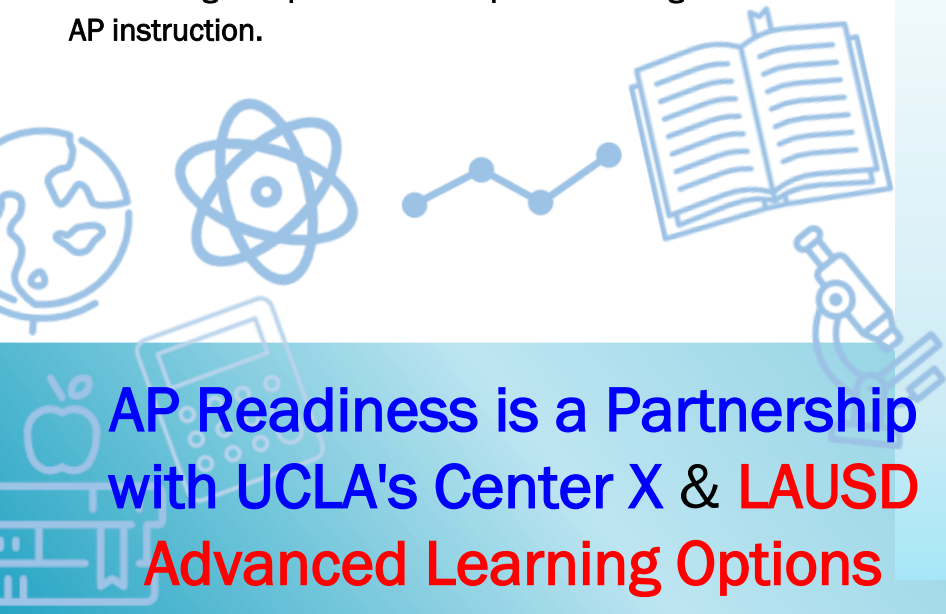 AP instruction.
AP Readiness is a Partnership
with UCLA's Center X & LAUSD
Advanced Learning Options